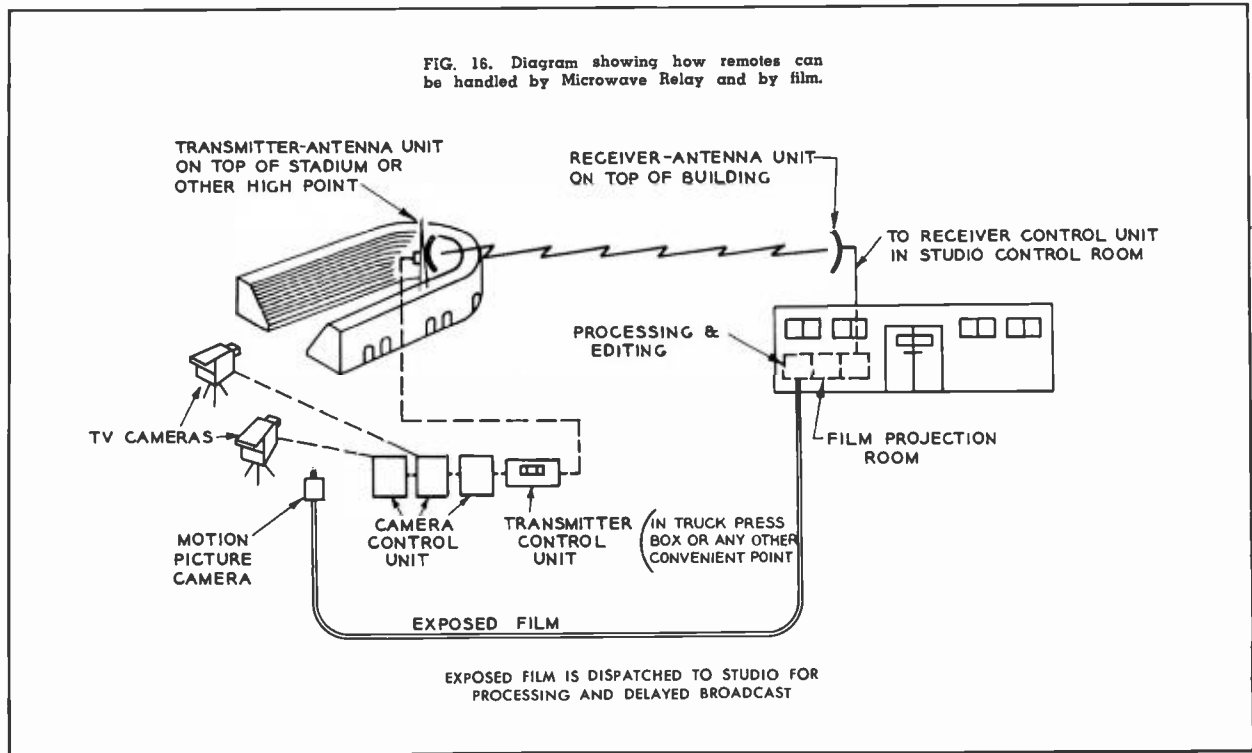 FIG. 16. Diagram showing how remotes can
be handled by Microwave Relay and by film.
TRANSMITTER-ANTENNA UNIT
ON TOP OF STADIUM OR
OTHER HIGH POINT
RECEIVER-ANTENNA UNIT
ON TOP OF BUILDING
TO RECEIVER CONTROL UNIT
IN STUDIO CONTROL ROOM
PROCESSING &
EDITING
TV CAMERAS
FILM PROJECTION
ROOM
MOTION
PICTURE
CAMERA
CAMERA
CONTROL
UNIT
TRANSMITTER
CONTROL
UNIT
(IN TRUCK PRESS
BOX OR ANY OTHER
CONVENIENT POINT)
EXPOSED FILM
EXPOSED FILM IS DISPATCHED TO STUDIO FOR
PROCESSING AND DELAYED BROADCAST